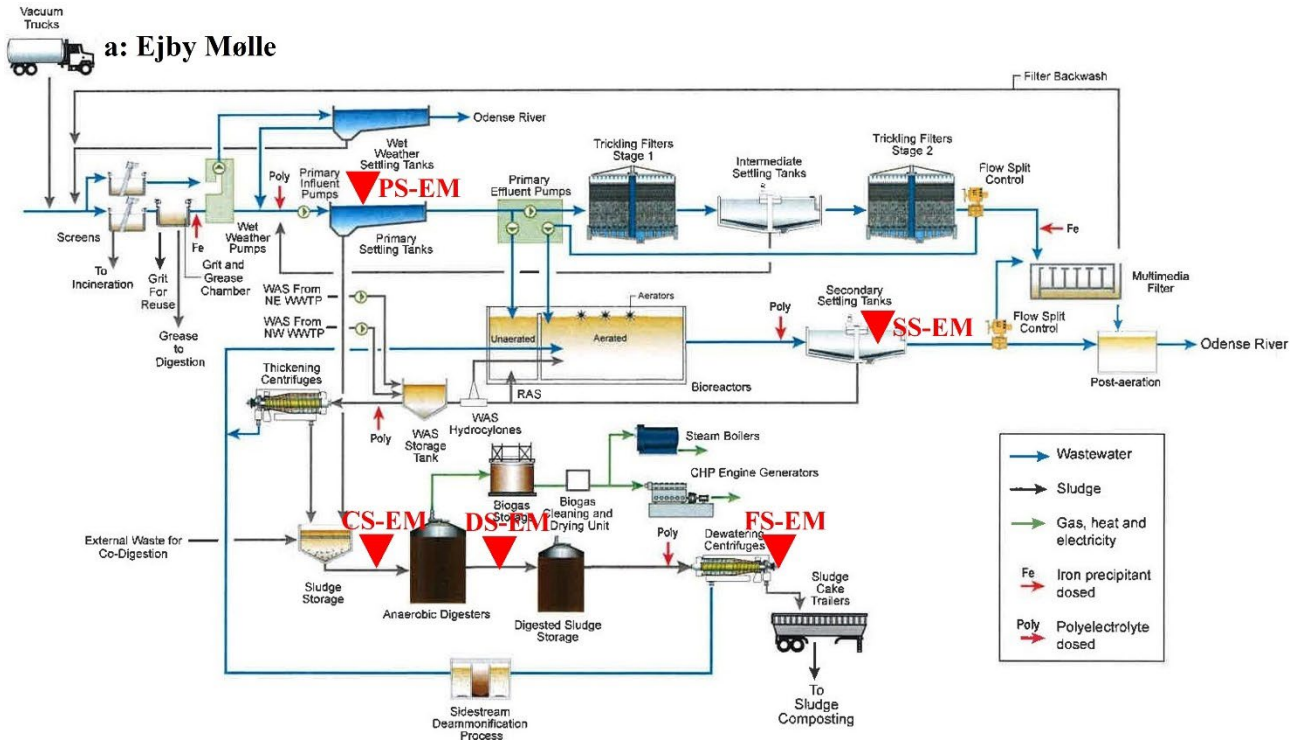 Vacuum
Trucks
a: Ejby Mølle
Filter Backwash
Odense River
Wet
Weather
Settling Tanks
Trickling Filters
Stage 1
Intermediate
Settling Tanks
Trickling Filters
Stage 2
Flow Split
Control
Poly
Primary
Influent
Pumps
PS-EM
Primary
Effluent Pumps
Screens
Fe
Wet
Weather
Pumps
Primary
Settling Tanks
Fe
To
Incineration
Grit
For
Reuse
Grit and
Grease
Chamber
Grease
to
Digestion
WAS From
NE WWTP
WAS From
NW WWTP
Aerators
Unaerated
Aerated
Bioreactors
Poly
Secondary
Settling Tanks
SS-EM
Multimedia
Filter
Flow Split
Control
Odense River
Post-aeration
Thickening
Centrifuges
Poly
WAS
Storage
Tank
WAS
Hydrocylones
RAS
Steam Boilers
CHP Engine Generators
Biogas
Storage
Biogas
Cleaning and
Drying Unit
CS-EM
DS-EM
FS-EM
External Waste for
Co-Digestion
Sludge
Storage
Anaerobic Digesters
Digested Sludge
Storage
Poly
Dewatering
Centrifuges
Sludge
Cake
Trailers
To
Sludge
Composting
Sidestream
Deammonification
Process
Wastewater
Sludge
Gas, heat and
electricity
Fe
Iron precipitant
dosed
Poly
Polyelectrolyte
dosed